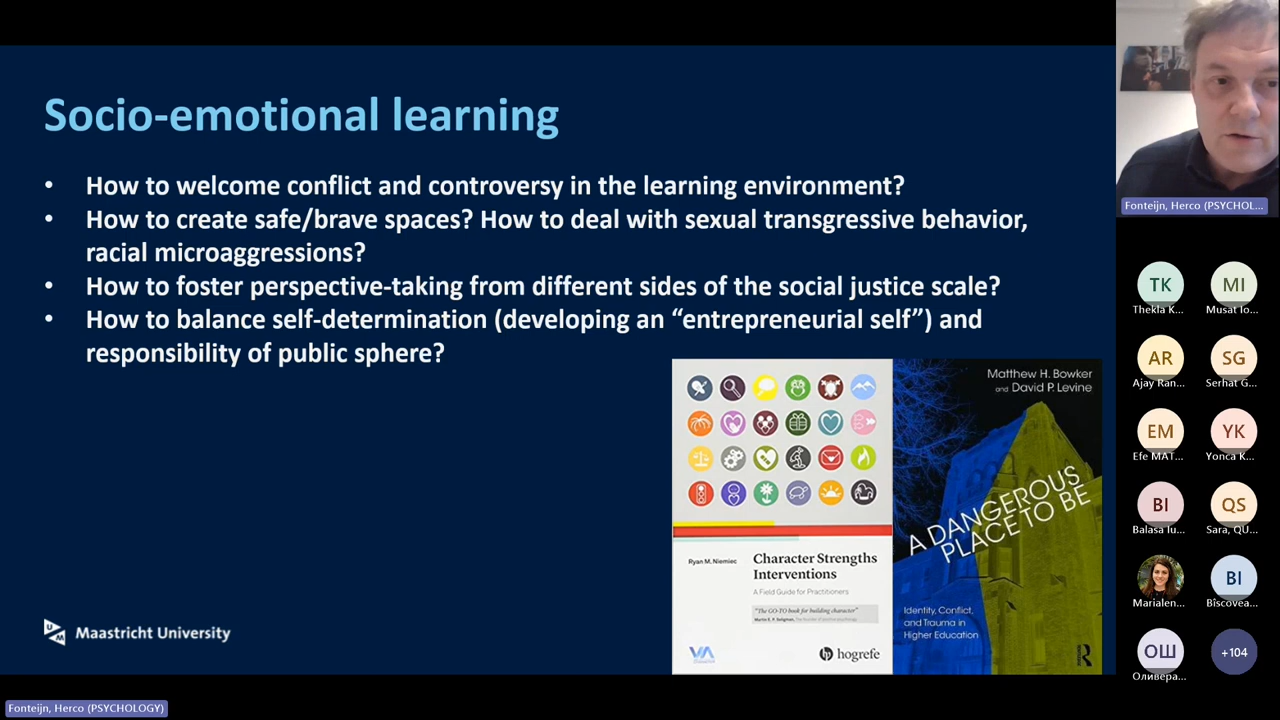 Socio-emotional learning
• How to welcome conflict and controversy in the learning environment?
• How to create safe/brave spaces? How to deal with sexual transgressive behavior,
racial microaggressions?
• How to foster perspective-taking from different sides of the social justice scale?
• How to balance self-determination (developing an “entrepreneurial self”) and
responsibility of public sphere?
Ryan M. Niemiec
Character Strengths
Interventions
A Field Guide for Practitioners
"The GO-TO book for building character"
Martin E. P. Seligman,
VA
hogrefe
Matthew H. Bowker
and David P. Levine
A DANGEROUS
PLACE TO BE
Identity, Conflict,
and Trauma in
Higher Education
R
UM
Maastricht University
Fonteijn, Herco (PSYCHOLOGY)
Fonteijn, Herco (PSYCHOL...
TK
MI
Thekla K...
Musat Io...
AR
SG
Ajay Ran...
Serhat G...
EM
YK
Efe MAT...
Yonca K...
BI
QS
Balasa Iu...
Sara, QU...
BI
Marialen...
Bîscovea...
ОШ
+104
Оливера...